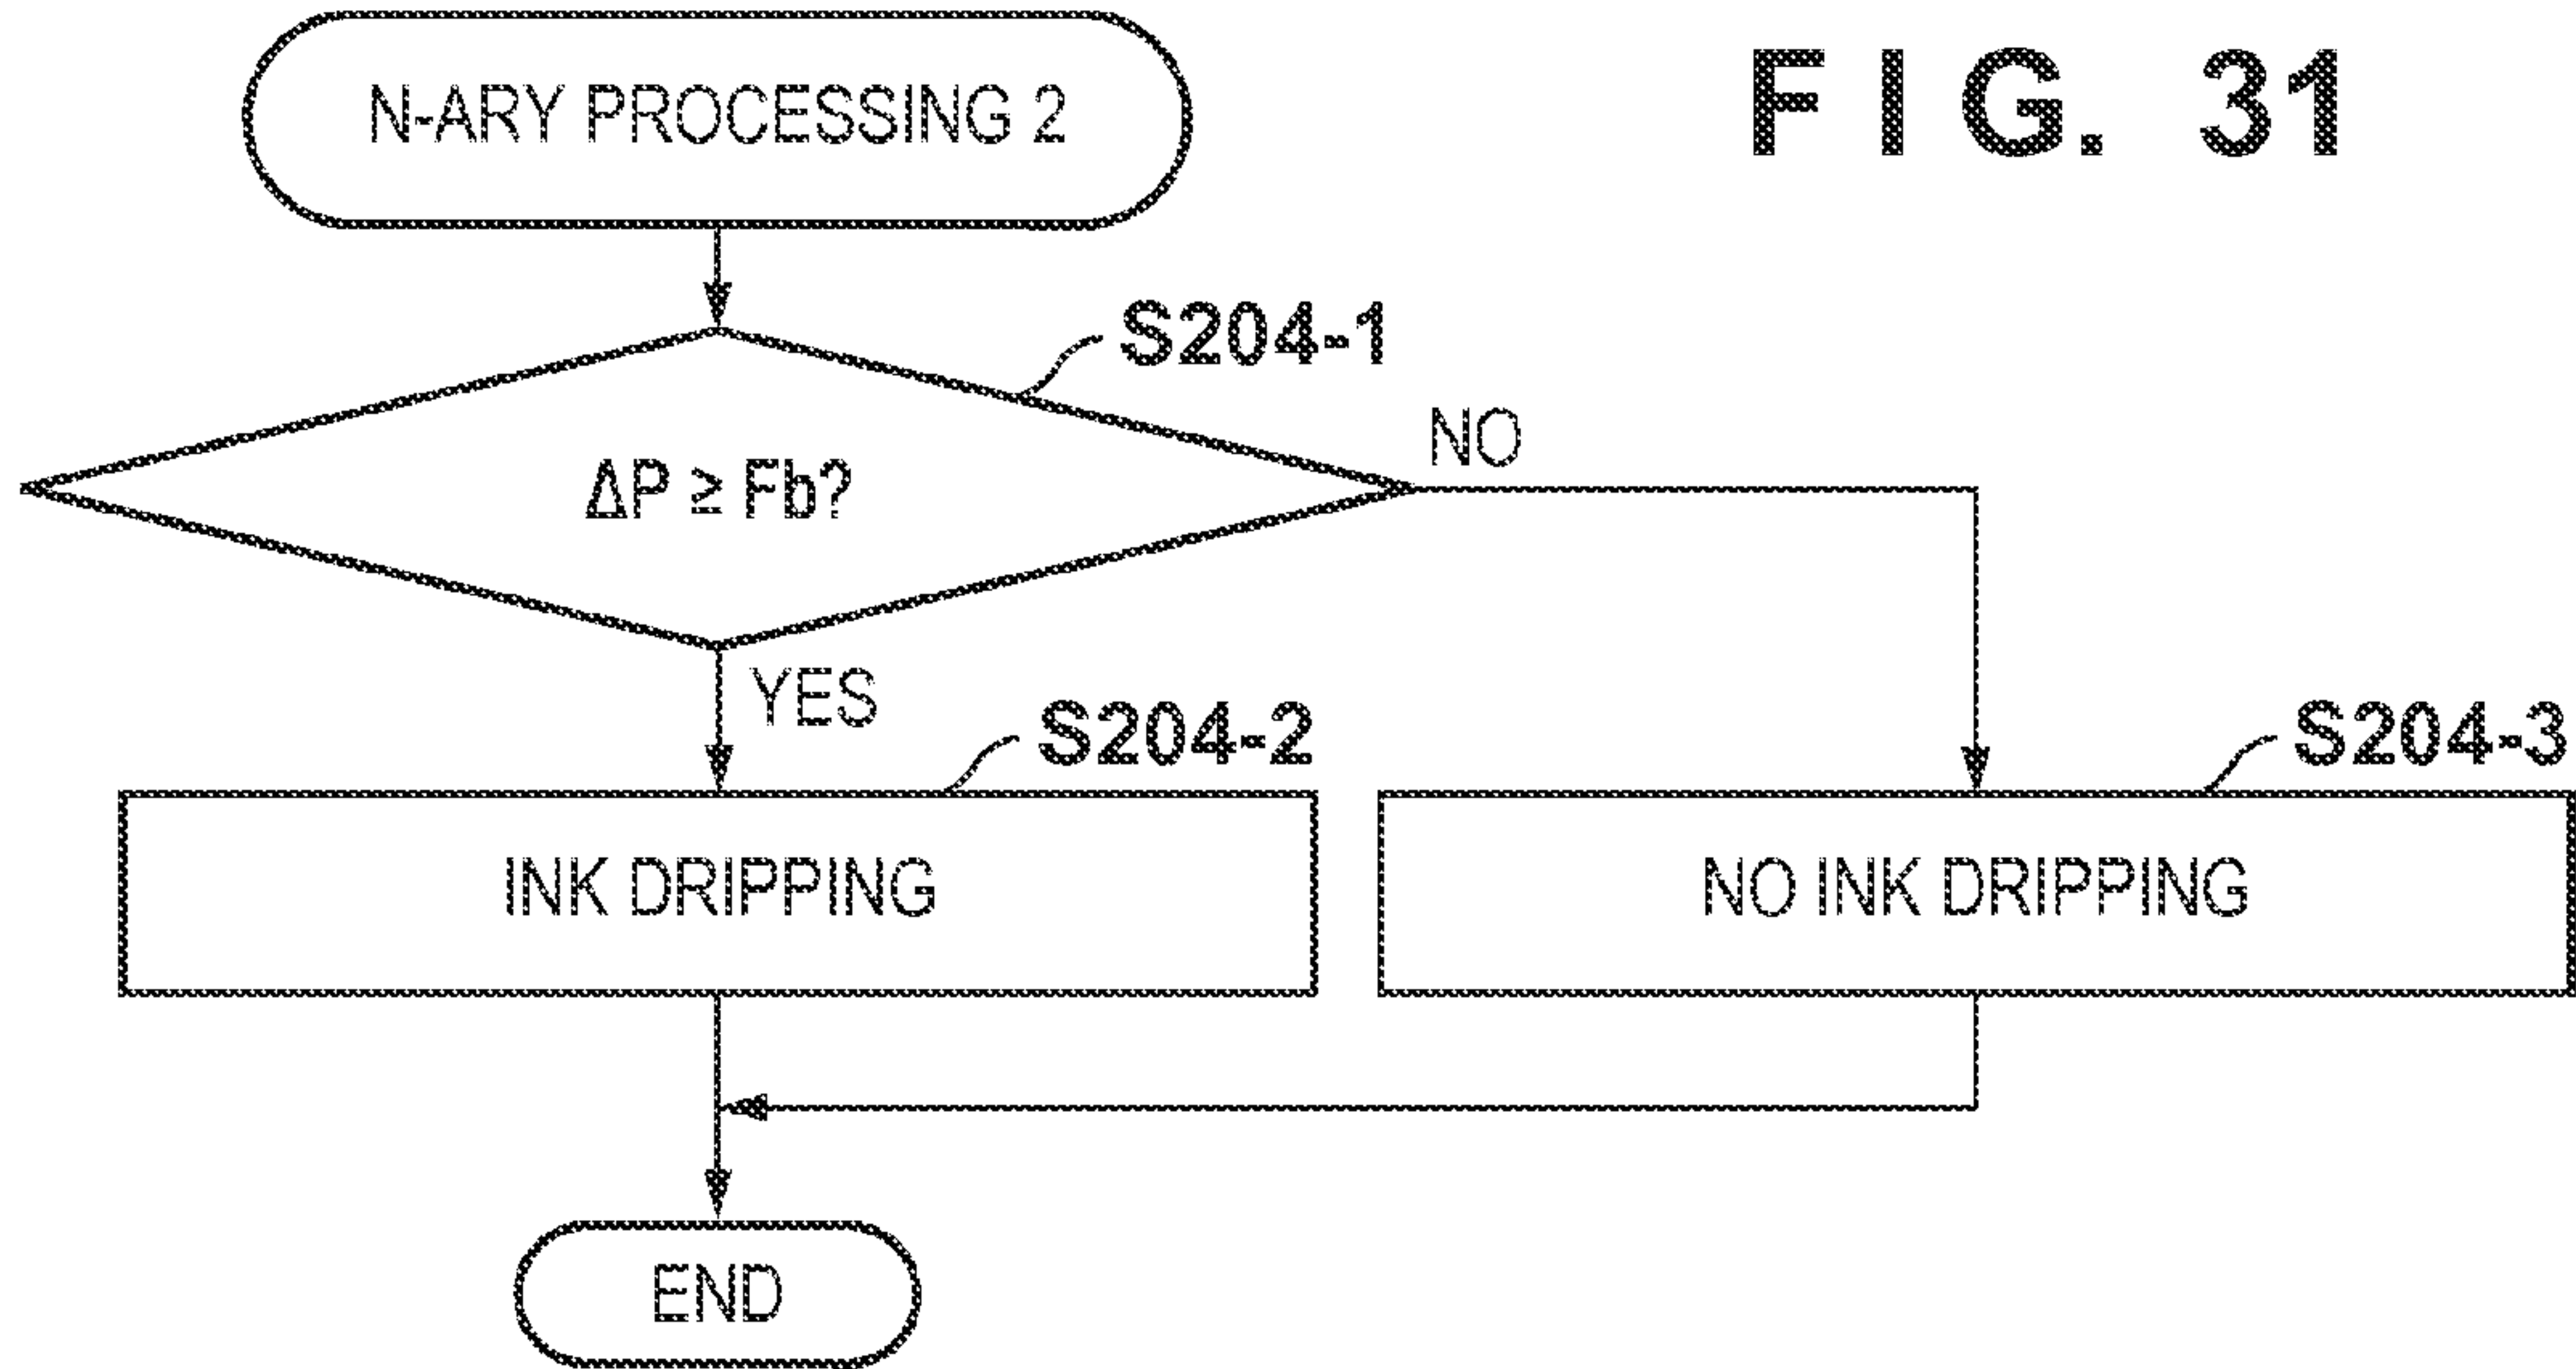 N-ARY PROCESSING 2
F I G. 31
S204-1
ΔP ≥ Fb?
NO
YES
S204-2
S204-3
INK DRIPPING
NO INK DRIPPING
END